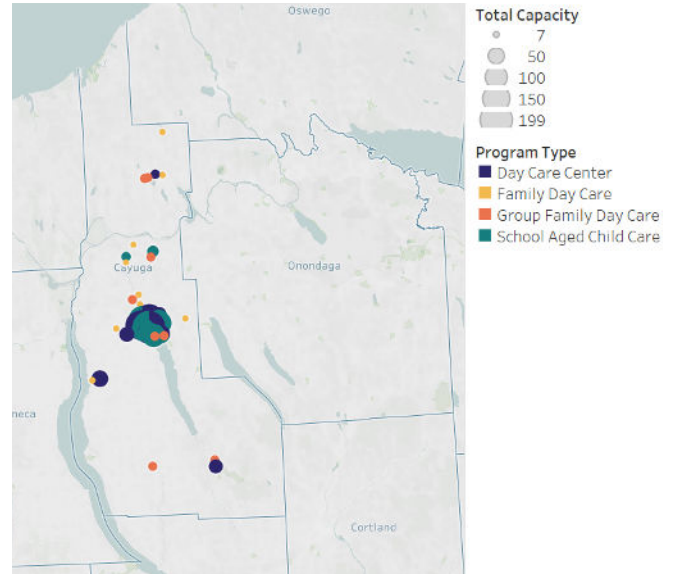 Oswego
Cayuga
Onondaga
neca
Cortland
Total Capacity
7
50
100
150
199
Program Type
Day Care Center
Family Day Care
Group Family Day Care
School Aged Child Care